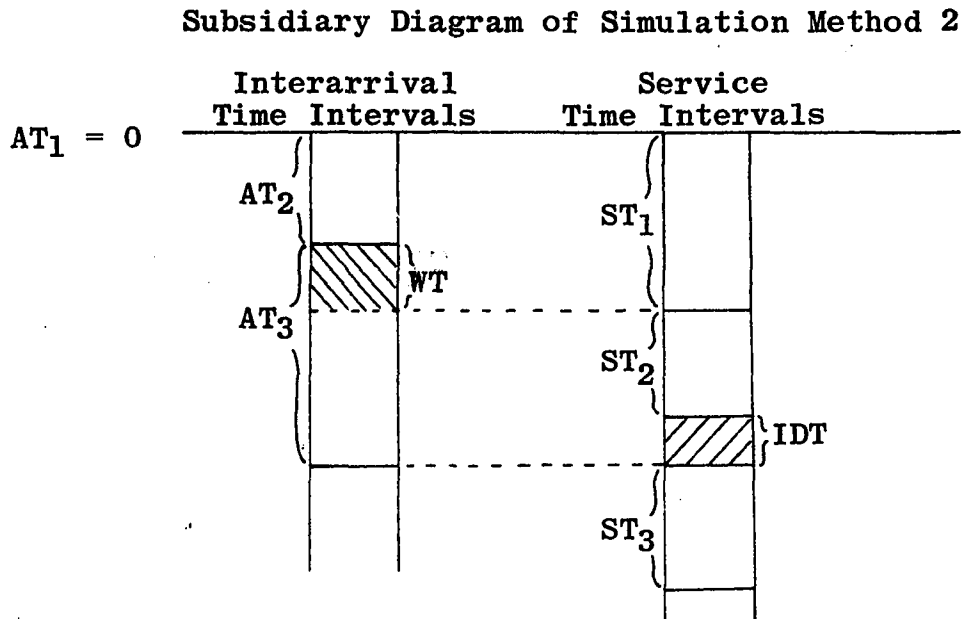 Subsidiary Diagram of Simulation Method 2
Interarrival
Time Intervals
Service
Time Intervals
AT1 = 0
AT2
ST1
WT
AT3
ST2
IDT
ST3